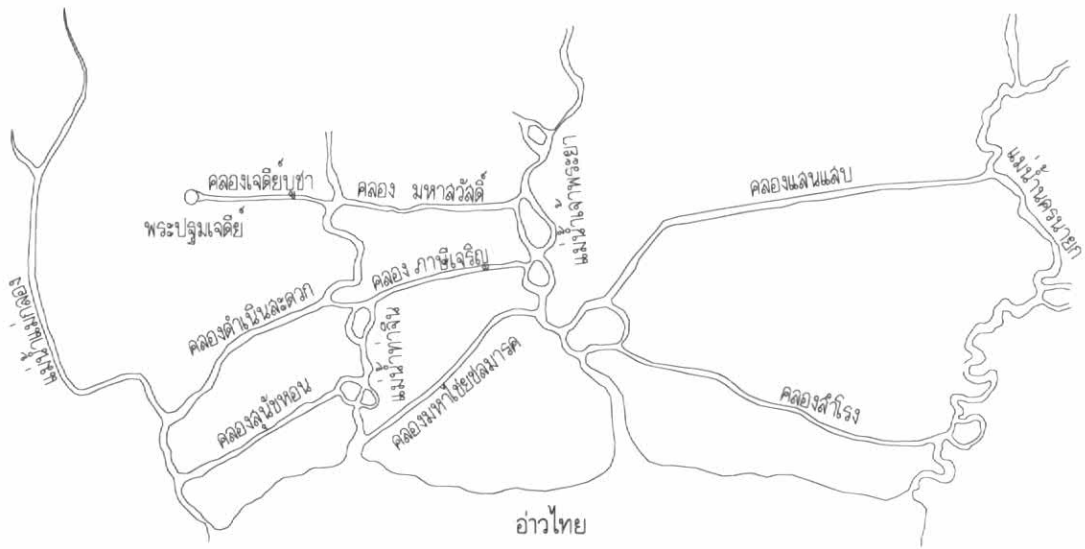 คลองเจดีย์บูชา
คลอง มหาสวัสดิ์
แม่น้ำเจ้าพระยา
คลองแสนแสบ
แม่น้ำนครนายก
พระปฐมเจดีย์
คลอง ภาษีเจริญ
แม่น้ำแม่กลอง
คลองดำเนินสะดวก
แม่น้ำท่าจีน
คลองสุนัขหอน
คลองมหาไชยชลมารค
คลองสำโรง
อ่าวไทย